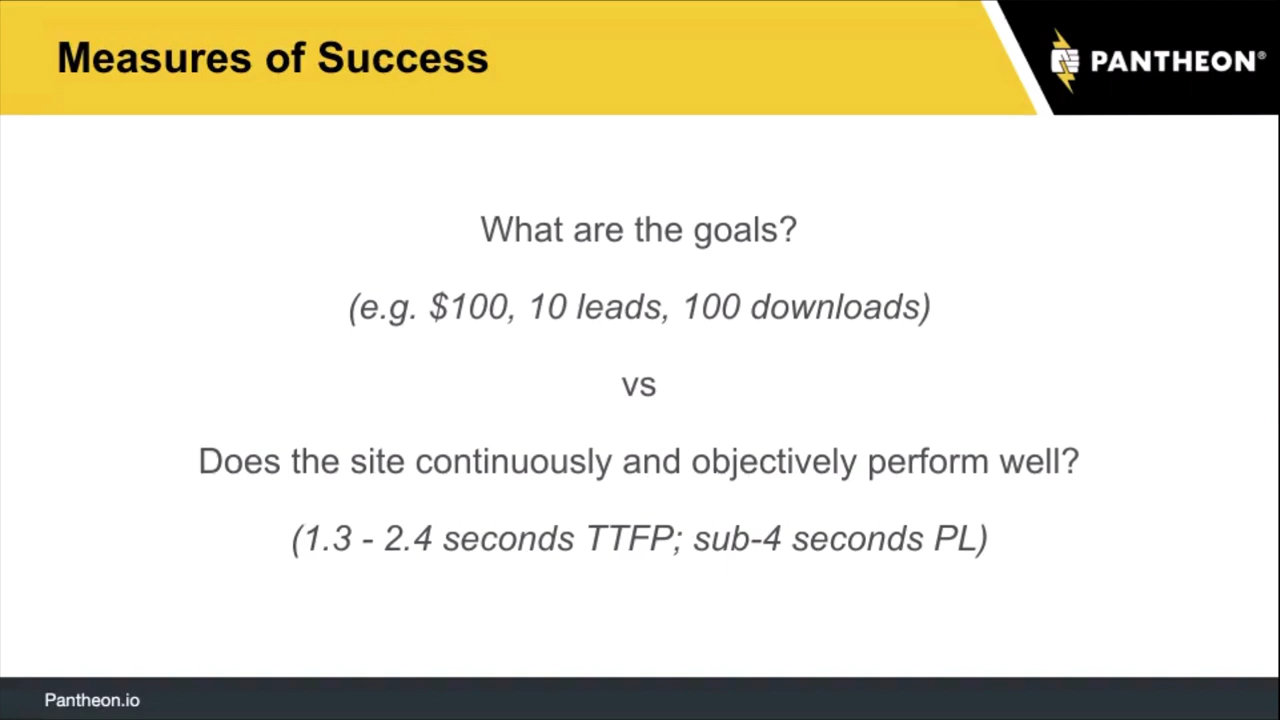 Measures of Success
PANTHEON®
What are the goals?
(e.g. $100, 10 leads, 100 downloads)
vs
Does the site continuously and objectively perform well?
(1.3 - 2.4 seconds TTFP; sub-4 seconds PL)
Pantheon.io